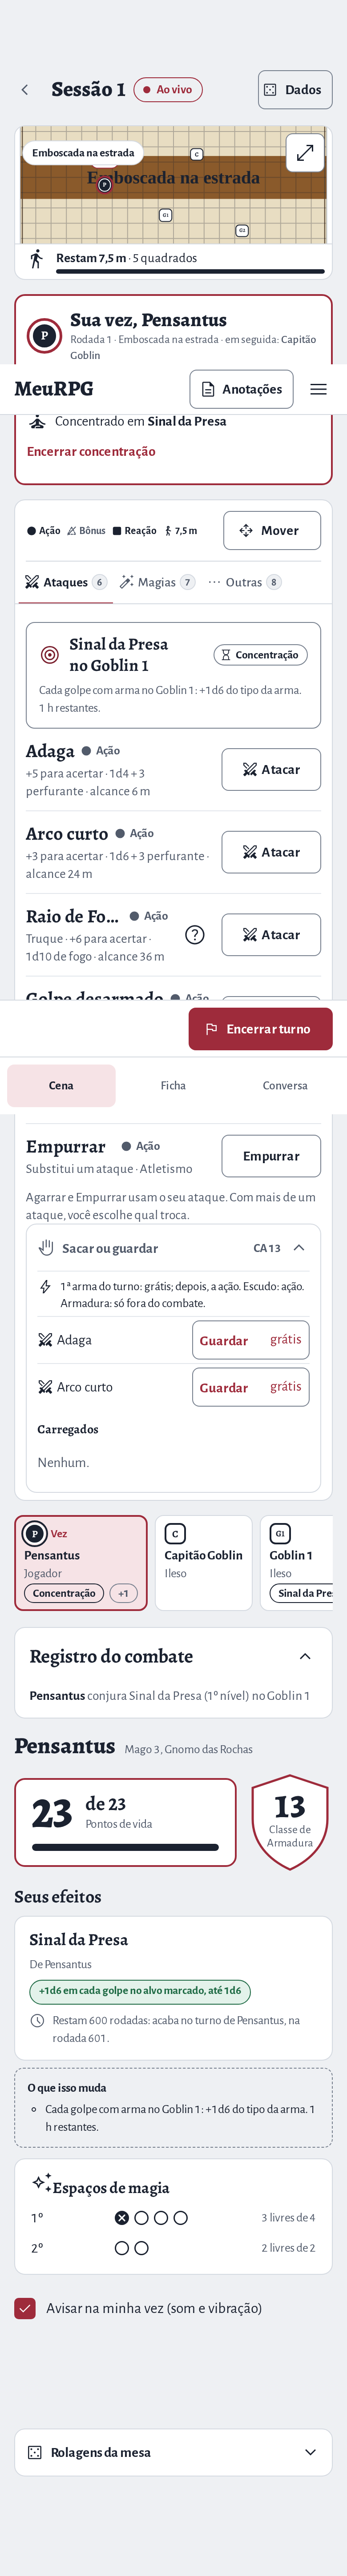 Sessão 1
Ao vivo
Dados
Emboscada na estrada
Emboscada na estrada
C
P
G1
G2
Restam 7,5 m · 5 quadrados
P
Sua vez, Pensantus
Rodada 1 · Emboscada na estrada · em seguida: Capitão
Goblin
MeuRPG
Anotações
Concentrado em Sinal da Presa
Encerrar concentração
Ação
Bônus
Reação
7,5 m
Mover
Ataques 6
Magias 7
Outras 8
Sinal da Presa
no Goblin 1
Concentração
Cada golpe com arma no Goblin 1: +1d6 do tipo da arma.
1 h restantes.
Adaga
Ação
+5 para acertar · 1d4 + 3
perfurante · alcance 6 m
Atacar
Arco curto
Ação
+3 para acertar · 1d6 + 3 perfurante ·
alcance 24 m
Atacar
Raio de Fo...
Ação
Truque · +6 para acertar ·
1d10 de fogo · alcance 36 m
Atacar
Golpe desarmado
Ação
Encerrar turno
Cena
Ficha
Conversa
Empurrar
Ação
Substitui um ataque · Atletismo
Empurrar
Agarrar e Empurrar usam o seu ataque. Com mais de um
ataque, você escolhe qual troca.
Sacar ou guardar
CA 13
1ª arma do turno: grátis; depois, a ação. Escudo: ação.
Armadura: só fora do combate.
Adaga
Guardar grátis
Arco curto
Guardar grátis
Carregados
Nenhum.
P
Vez
Pensantus
Jogador
Concentração
+1
C
Capitão Goblin
Ileso
G1
Goblin 1
Ileso
Sinal da Pres
Registro do combate
Pensantus conjura Sinal da Presa (1º nível) no Goblin 1
Pensantus
Mago 3, Gnomo das Rochas
23
de 23
Pontos de vida
13
Classe de
Armadura
Seus efeitos
Sinal da Presa
De Pensantus
+1d6 em cada golpe no alvo marcado, até 1d6
Restam 600 rodadas: acaba no turno de Pensantus, na
rodada 601.
O que isso muda
Cada golpe com arma no Goblin 1: +1d6 do tipo da arma. 1
h restantes.
Espaços de magia
1º
3 livres de 4
2º
2 livres de 2
Avisar na minha vez (som e vibração)
Rolagens da mesa